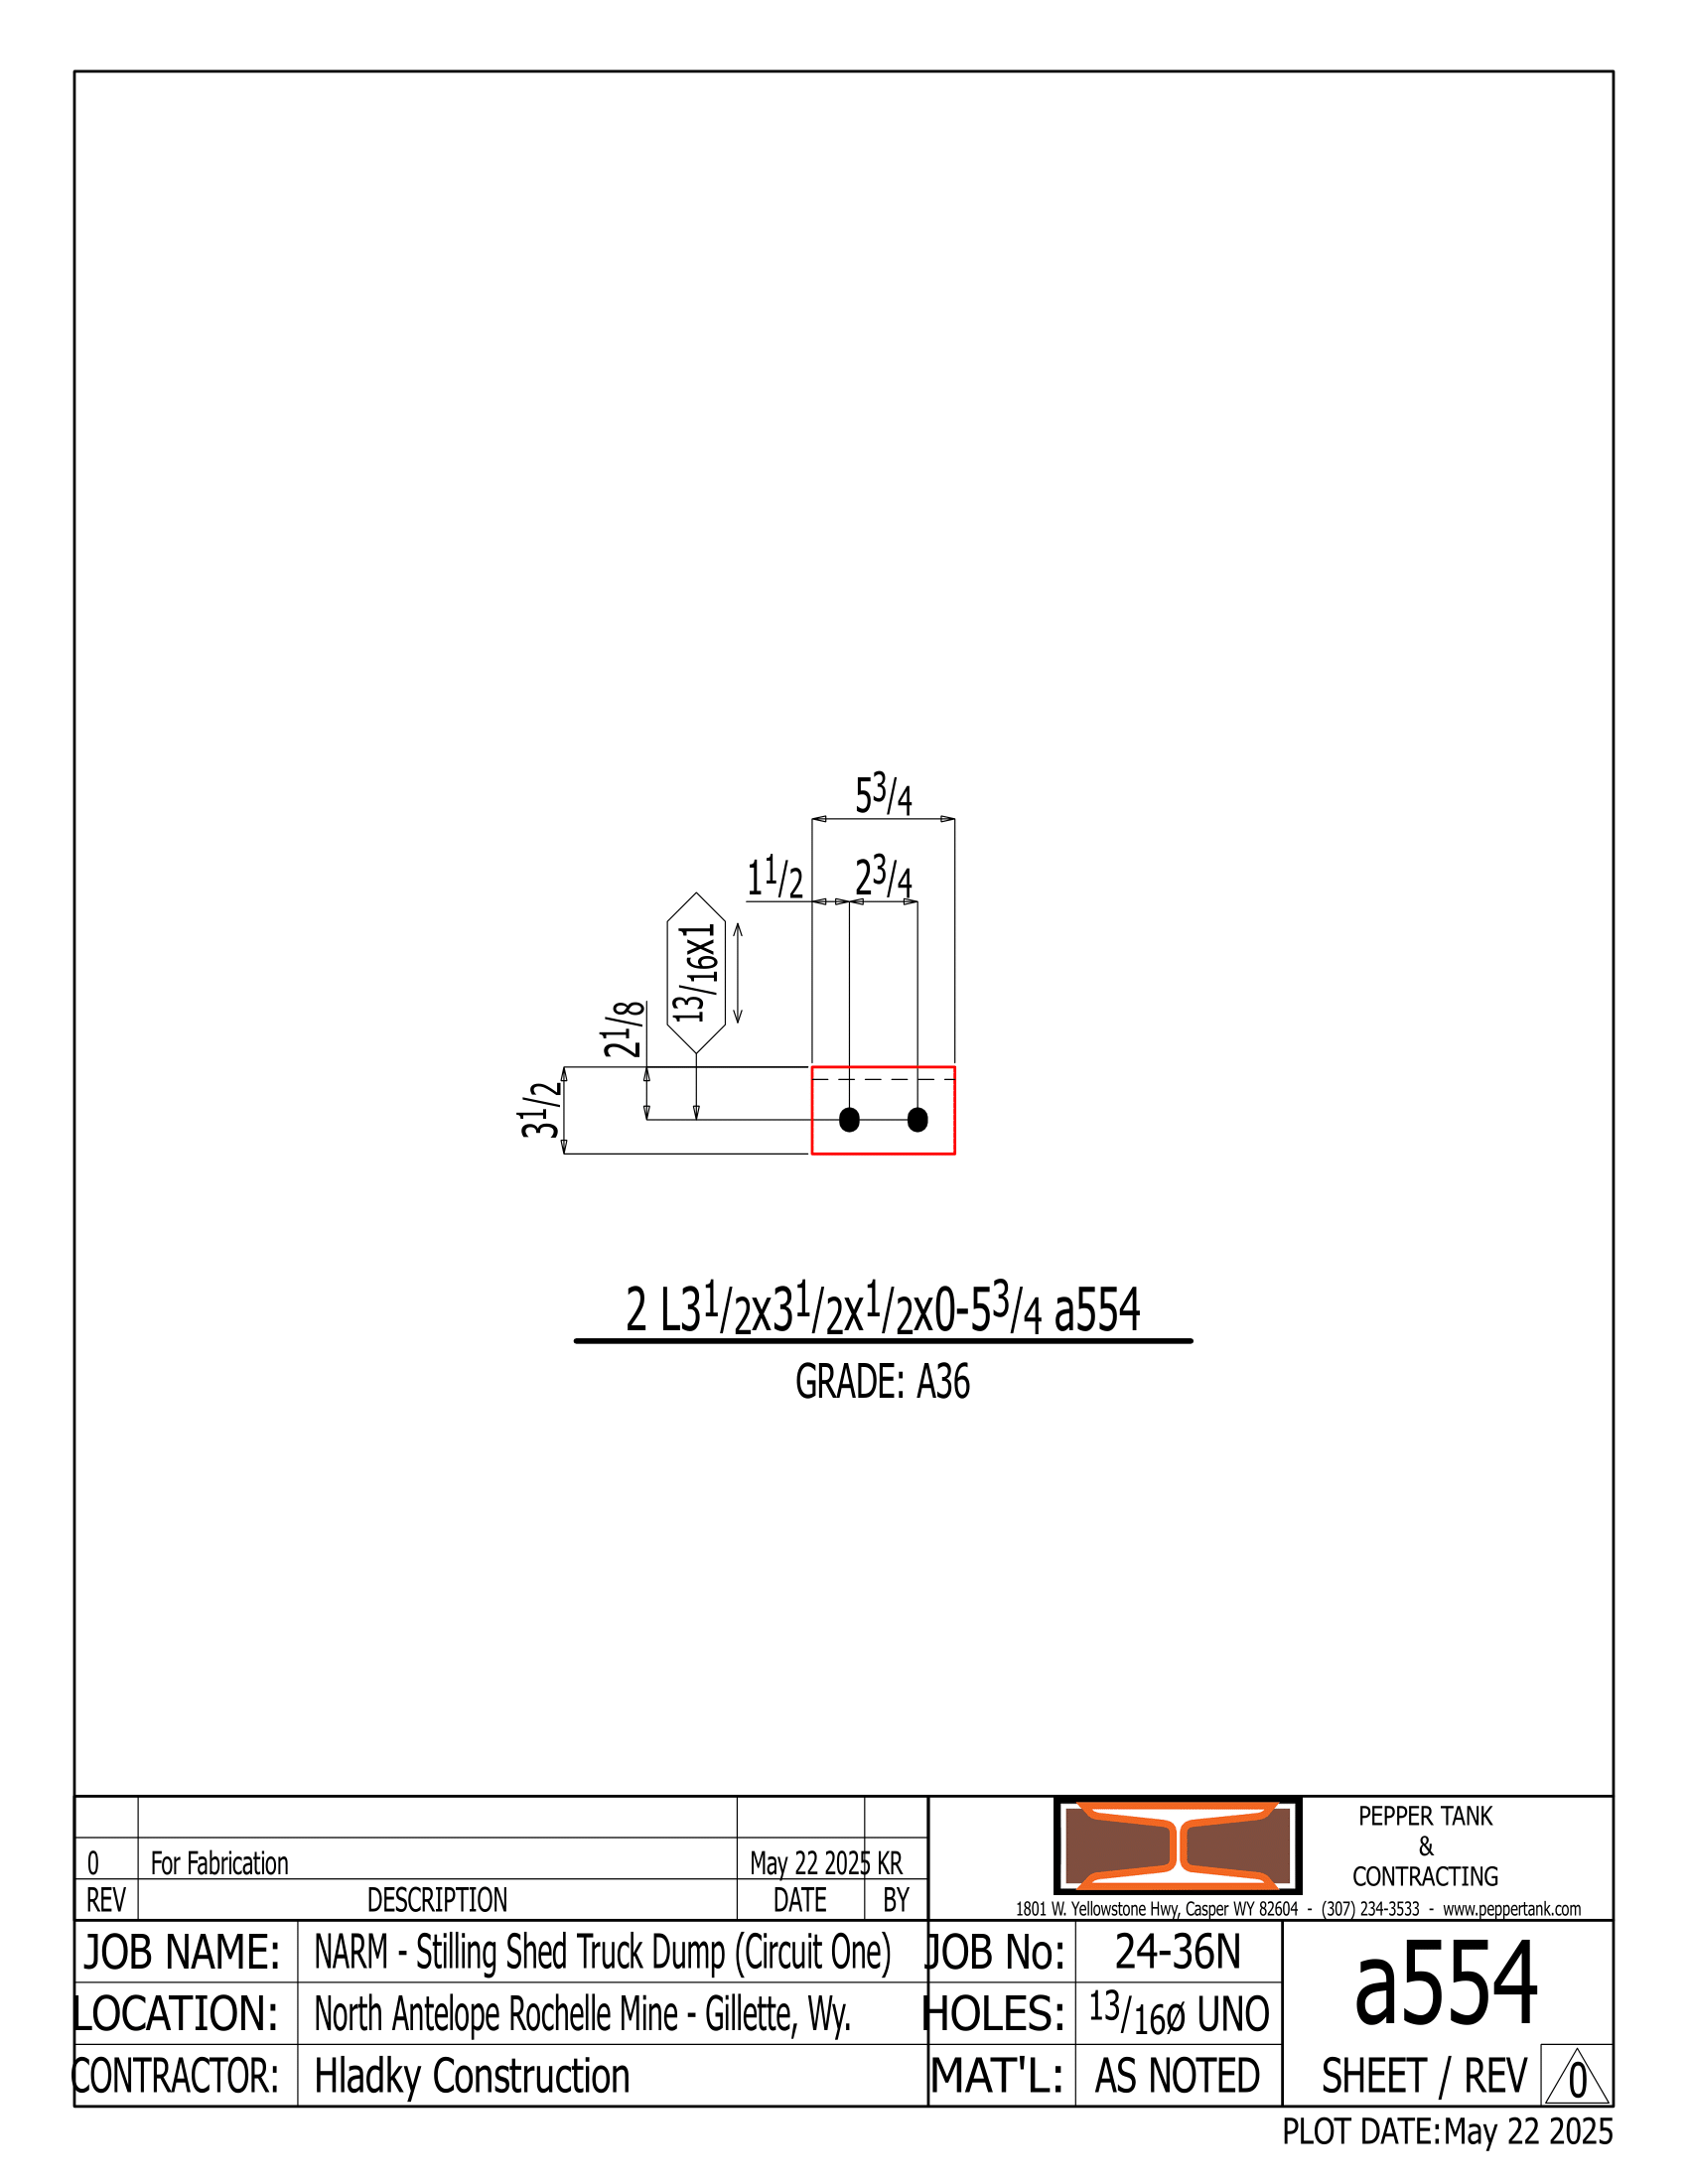 5 3/4
1 1/2 2 3/4
13/16x1
2 1/8
3 1/2
2 L3 1/2x3 1/2x1/2x0-5 3/4 a554
GRADE: A36
0 For Fabrication May 22 2025 KR
REV DESCRIPTION DATE BY
PEPPER TANK
&
CONTRACTING
1801 W. Yellowstone Hwy, Casper WY 82604 - (307) 234-3533 - www.peppertank.com
JOB NAME: NARM - Stilling Shed Truck Dump (Circuit One)
LOCATION: North Antelope Rochelle Mine - Gillette, Wy.
CONTRACTOR: Hladky Construction
JOB No: 24-36N
HOLES: 13/16ø UNO
MAT'L: AS NOTED
a554
SHEET / REV 0
PLOT DATE:May 22 2025